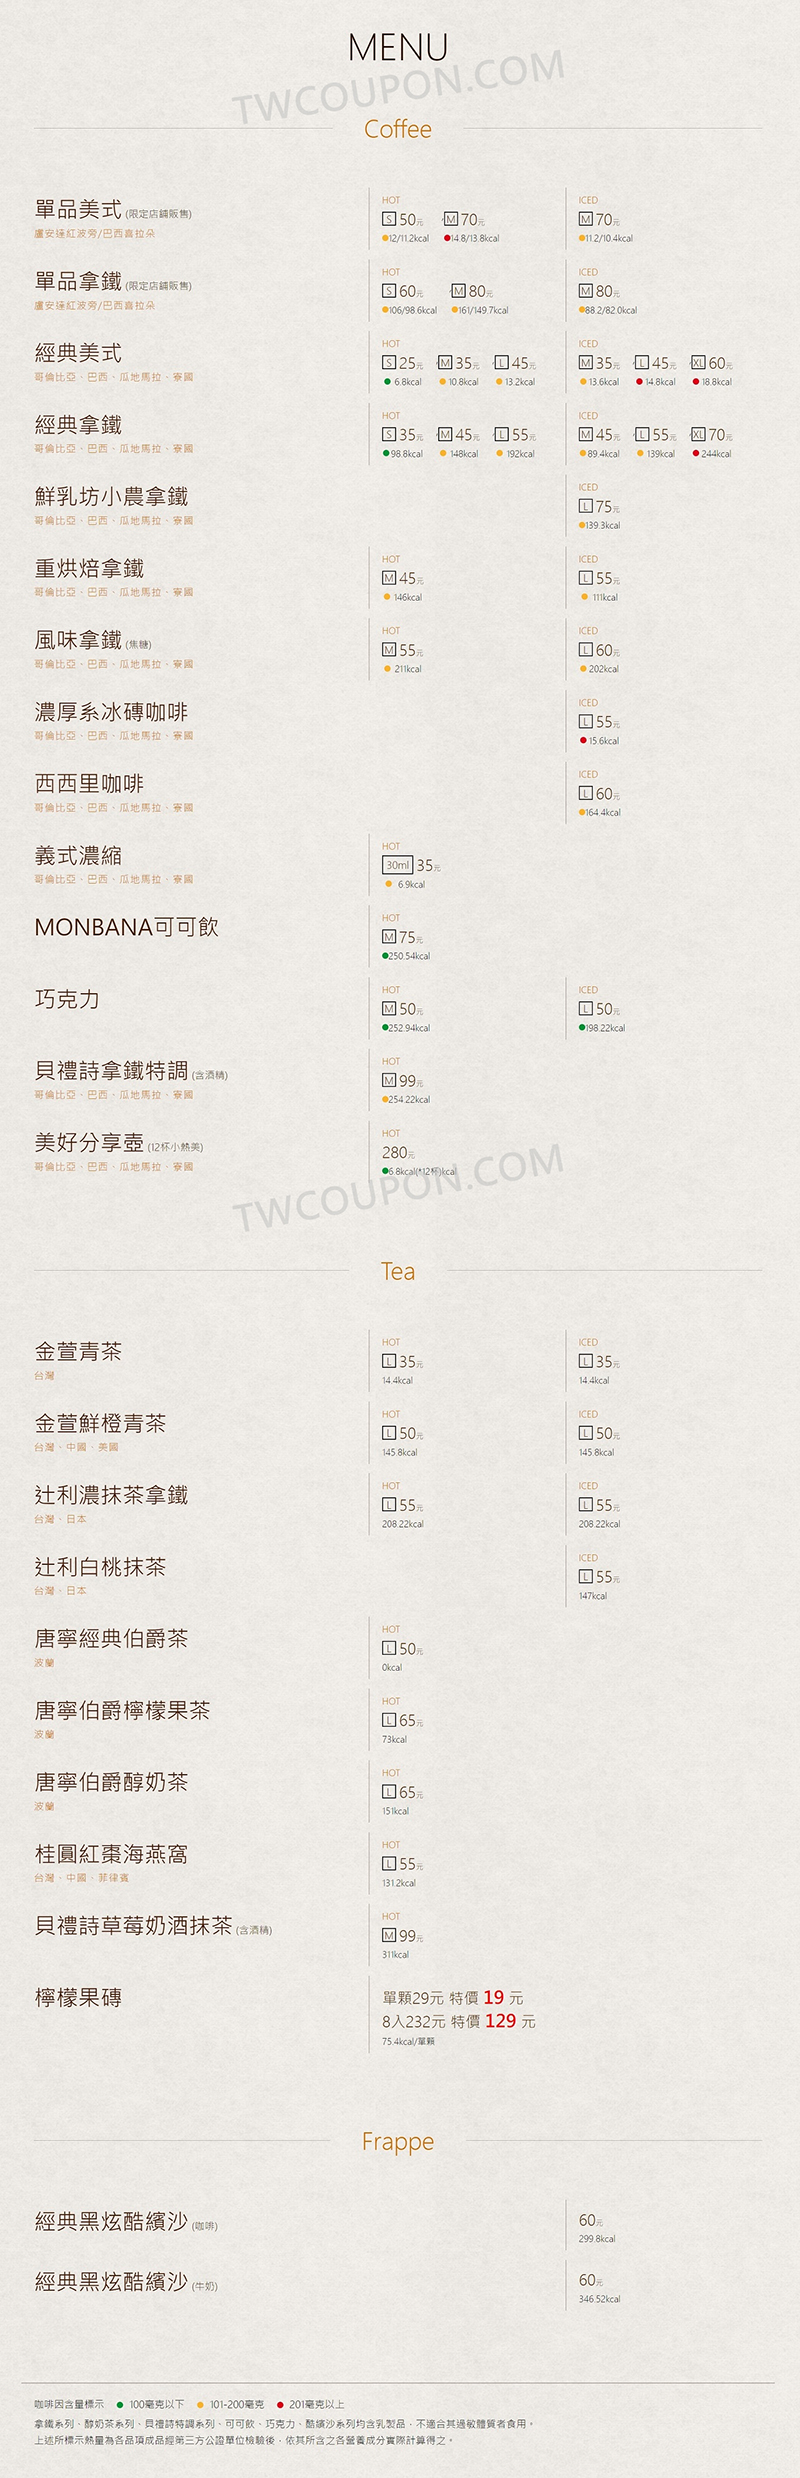 MENU
TWCOUPON.COM
Coffee
單品美式 (限定店鋪販售)
盧安達紅波旁/巴西喜拉朵
HOT
S 50元 M 70元
12/11.2kcal 14.8/13.8kcal
ICED
M 70元
11.2/10.4kcal
單品拿鐵 (限定店鋪販售)
盧安達紅波旁/巴西喜拉朵
HOT
S 60元 M 80元
106/98.6kcal 161/149.7kcal
ICED
M 80元
88.2/82.0kcal
經典美式
哥倫比亞、巴西、瓜地馬拉、寮國
HOT
S 25元 M 35元 L 45元
6.8kcal 10.8kcal 13.2kcal
ICED
M 35元 L 45元 XL 60元
13.6kcal 14.8kcal 18.8kcal
經典拿鐵
哥倫比亞、巴西、瓜地馬拉、寮國
HOT
S 35元 M 45元 L 55元
98.8kcal 148kcal 192kcal
ICED
M 45元 L 55元 XL 70元
89.4kcal 139kcal 244kcal
鮮乳坊小農拿鐵
哥倫比亞、巴西、瓜地馬拉、寮國
ICED
L 75元
139.3kcal
重烘焙拿鐵
哥倫比亞、巴西、瓜地馬拉、寮國
HOT
M 45元
146kcal
ICED
L 55元
111kcal
風味拿鐵 (焦糖)
哥倫比亞、巴西、瓜地馬拉、寮國
HOT
M 55元
211kcal
ICED
L 60元
202kcal
濃厚系冰磚咖啡
哥倫比亞、巴西、瓜地馬拉、寮國
ICED
L 55元
15.6kcal
西西里咖啡
哥倫比亞、巴西、瓜地馬拉、寮國
ICED
L 60元
164.4kcal
義式濃縮
哥倫比亞、巴西、瓜地馬拉、寮國
HOT
30ml 35元
6.9kcal
MONBANA可可飲
HOT
M 75元
250.54kcal
巧克力
HOT
M 50元
252.94kcal
ICED
L 50元
198.22kcal
貝禮詩拿鐵特調 (含酒精)
哥倫比亞、巴西、瓜地馬拉、寮國
HOT
M 99元
254.22kcal
美好分享壺 (12杯小熱美)
哥倫比亞、巴西、瓜地馬拉、寮國
HOT
280元
6.8kcal(*12杯)kcal
TWCOUPON.COM
Tea
金萱青茶
台灣
HOT
L 35元
14.4kcal
ICED
L 35元
14.4kcal
金萱鮮橙青茶
台灣、中國、美國
HOT
L 50元
145.8kcal
ICED
L 50元
145.8kcal
辻利濃抹茶拿鐵
台灣、日本
HOT
L 55元
208.22kcal
ICED
L 55元
208.22kcal
辻利白桃抹茶
台灣、日本
ICED
L 55元
147kcal
唐寧經典伯爵茶
波蘭
HOT
L 50元
0kcal
唐寧伯爵檸檬果茶
波蘭
HOT
L 65元
73kcal
唐寧伯爵醇奶茶
波蘭
HOT
L 65元
151kcal
桂圓紅棗海燕窩
台灣、中國、菲律賓
HOT
L 55元
131.2kcal
貝禮詩草莓奶酒抹茶 (含酒精)
HOT
M 99元
311kcal
檸檬果磚
單顆29元 特價 19 元
8入232元 特價 129 元
75.4kcal/單顆
Frappe
經典黑炫酷繽沙 (咖啡)
60元
299.8kcal
經典黑炫酷繽沙 (牛奶)
60元
346.52kcal
咖啡因含量標示 100毫克以下 101-200毫克 201毫克以上
拿鐵系列、醇奶茶系列、貝禮詩特調系列、可可飲、巧克力、酷繽沙系列均含乳製品，不適合其過敏體質者食用。
上述所標示熱量為各品項成品經第三方公證單位檢驗後，依其所含之各營養成分實際計算得之。